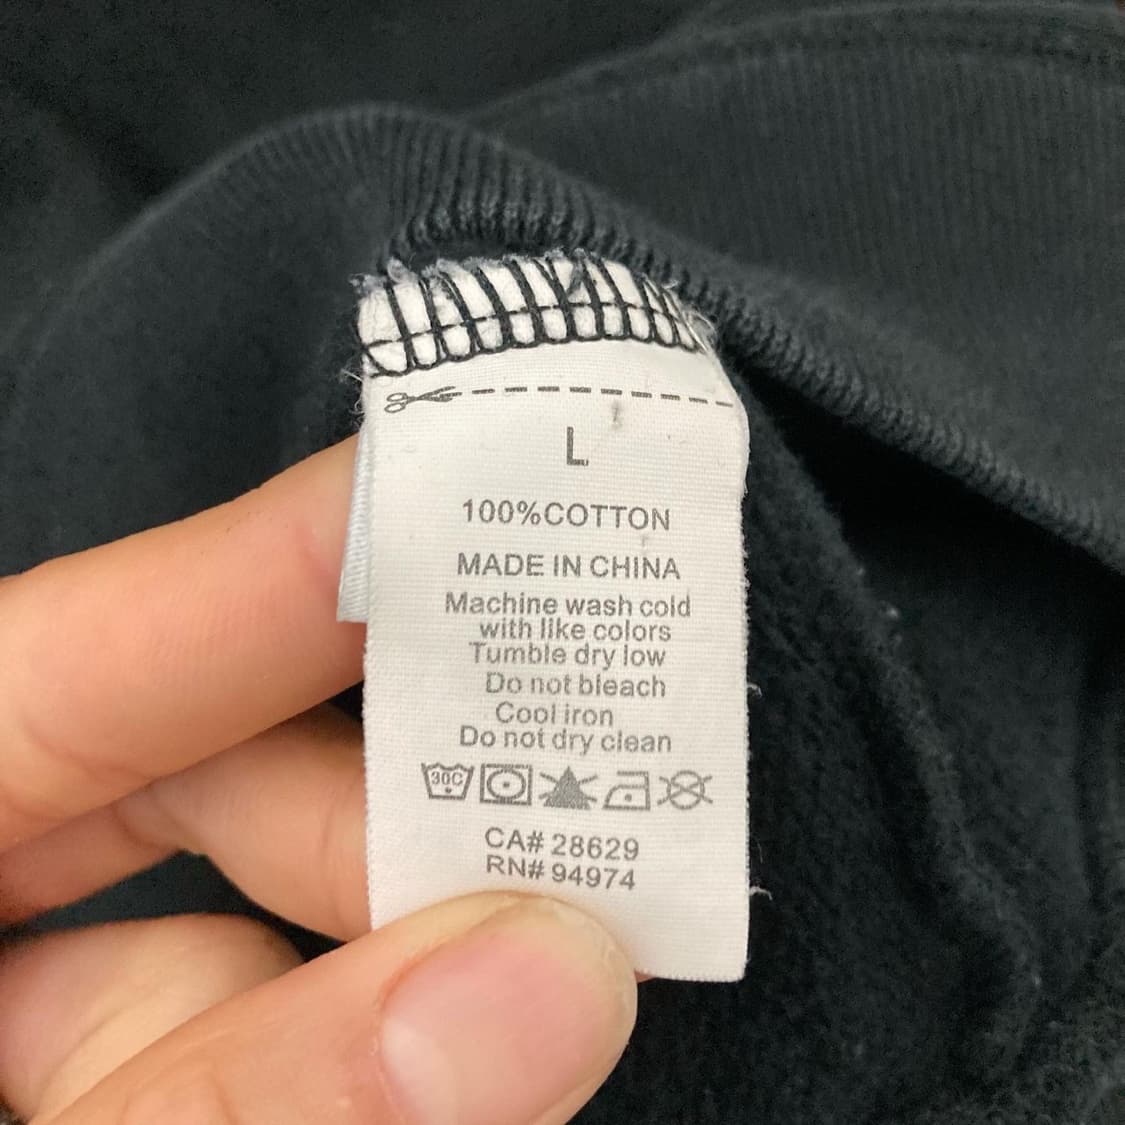 L
100%COTTON
MADE IN CHINA
Machine wash cold
with like colors
Tumble dry low
Do not bleach
Cool iron
Do not dry clean
30C
CA# 28629
RN# 94974